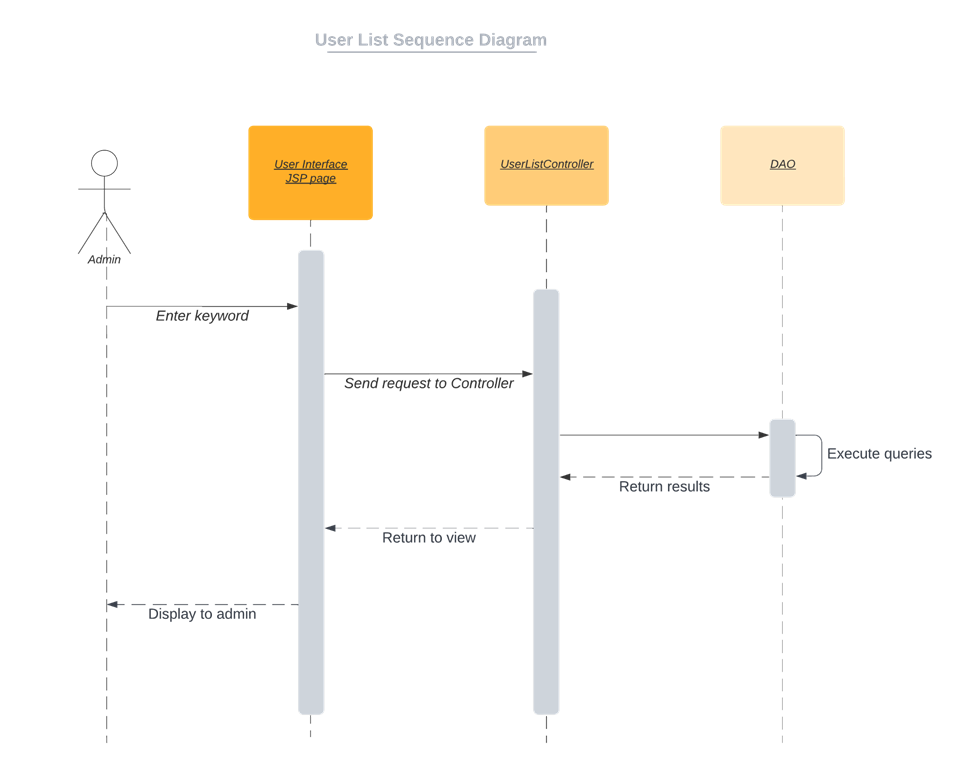 User List Sequence Diagram
User Interface
JSP page
UserListController
DAO
Admin
Enter keyword
Send request to Controller
Execute queries
Return results
Return to view
Display to admin